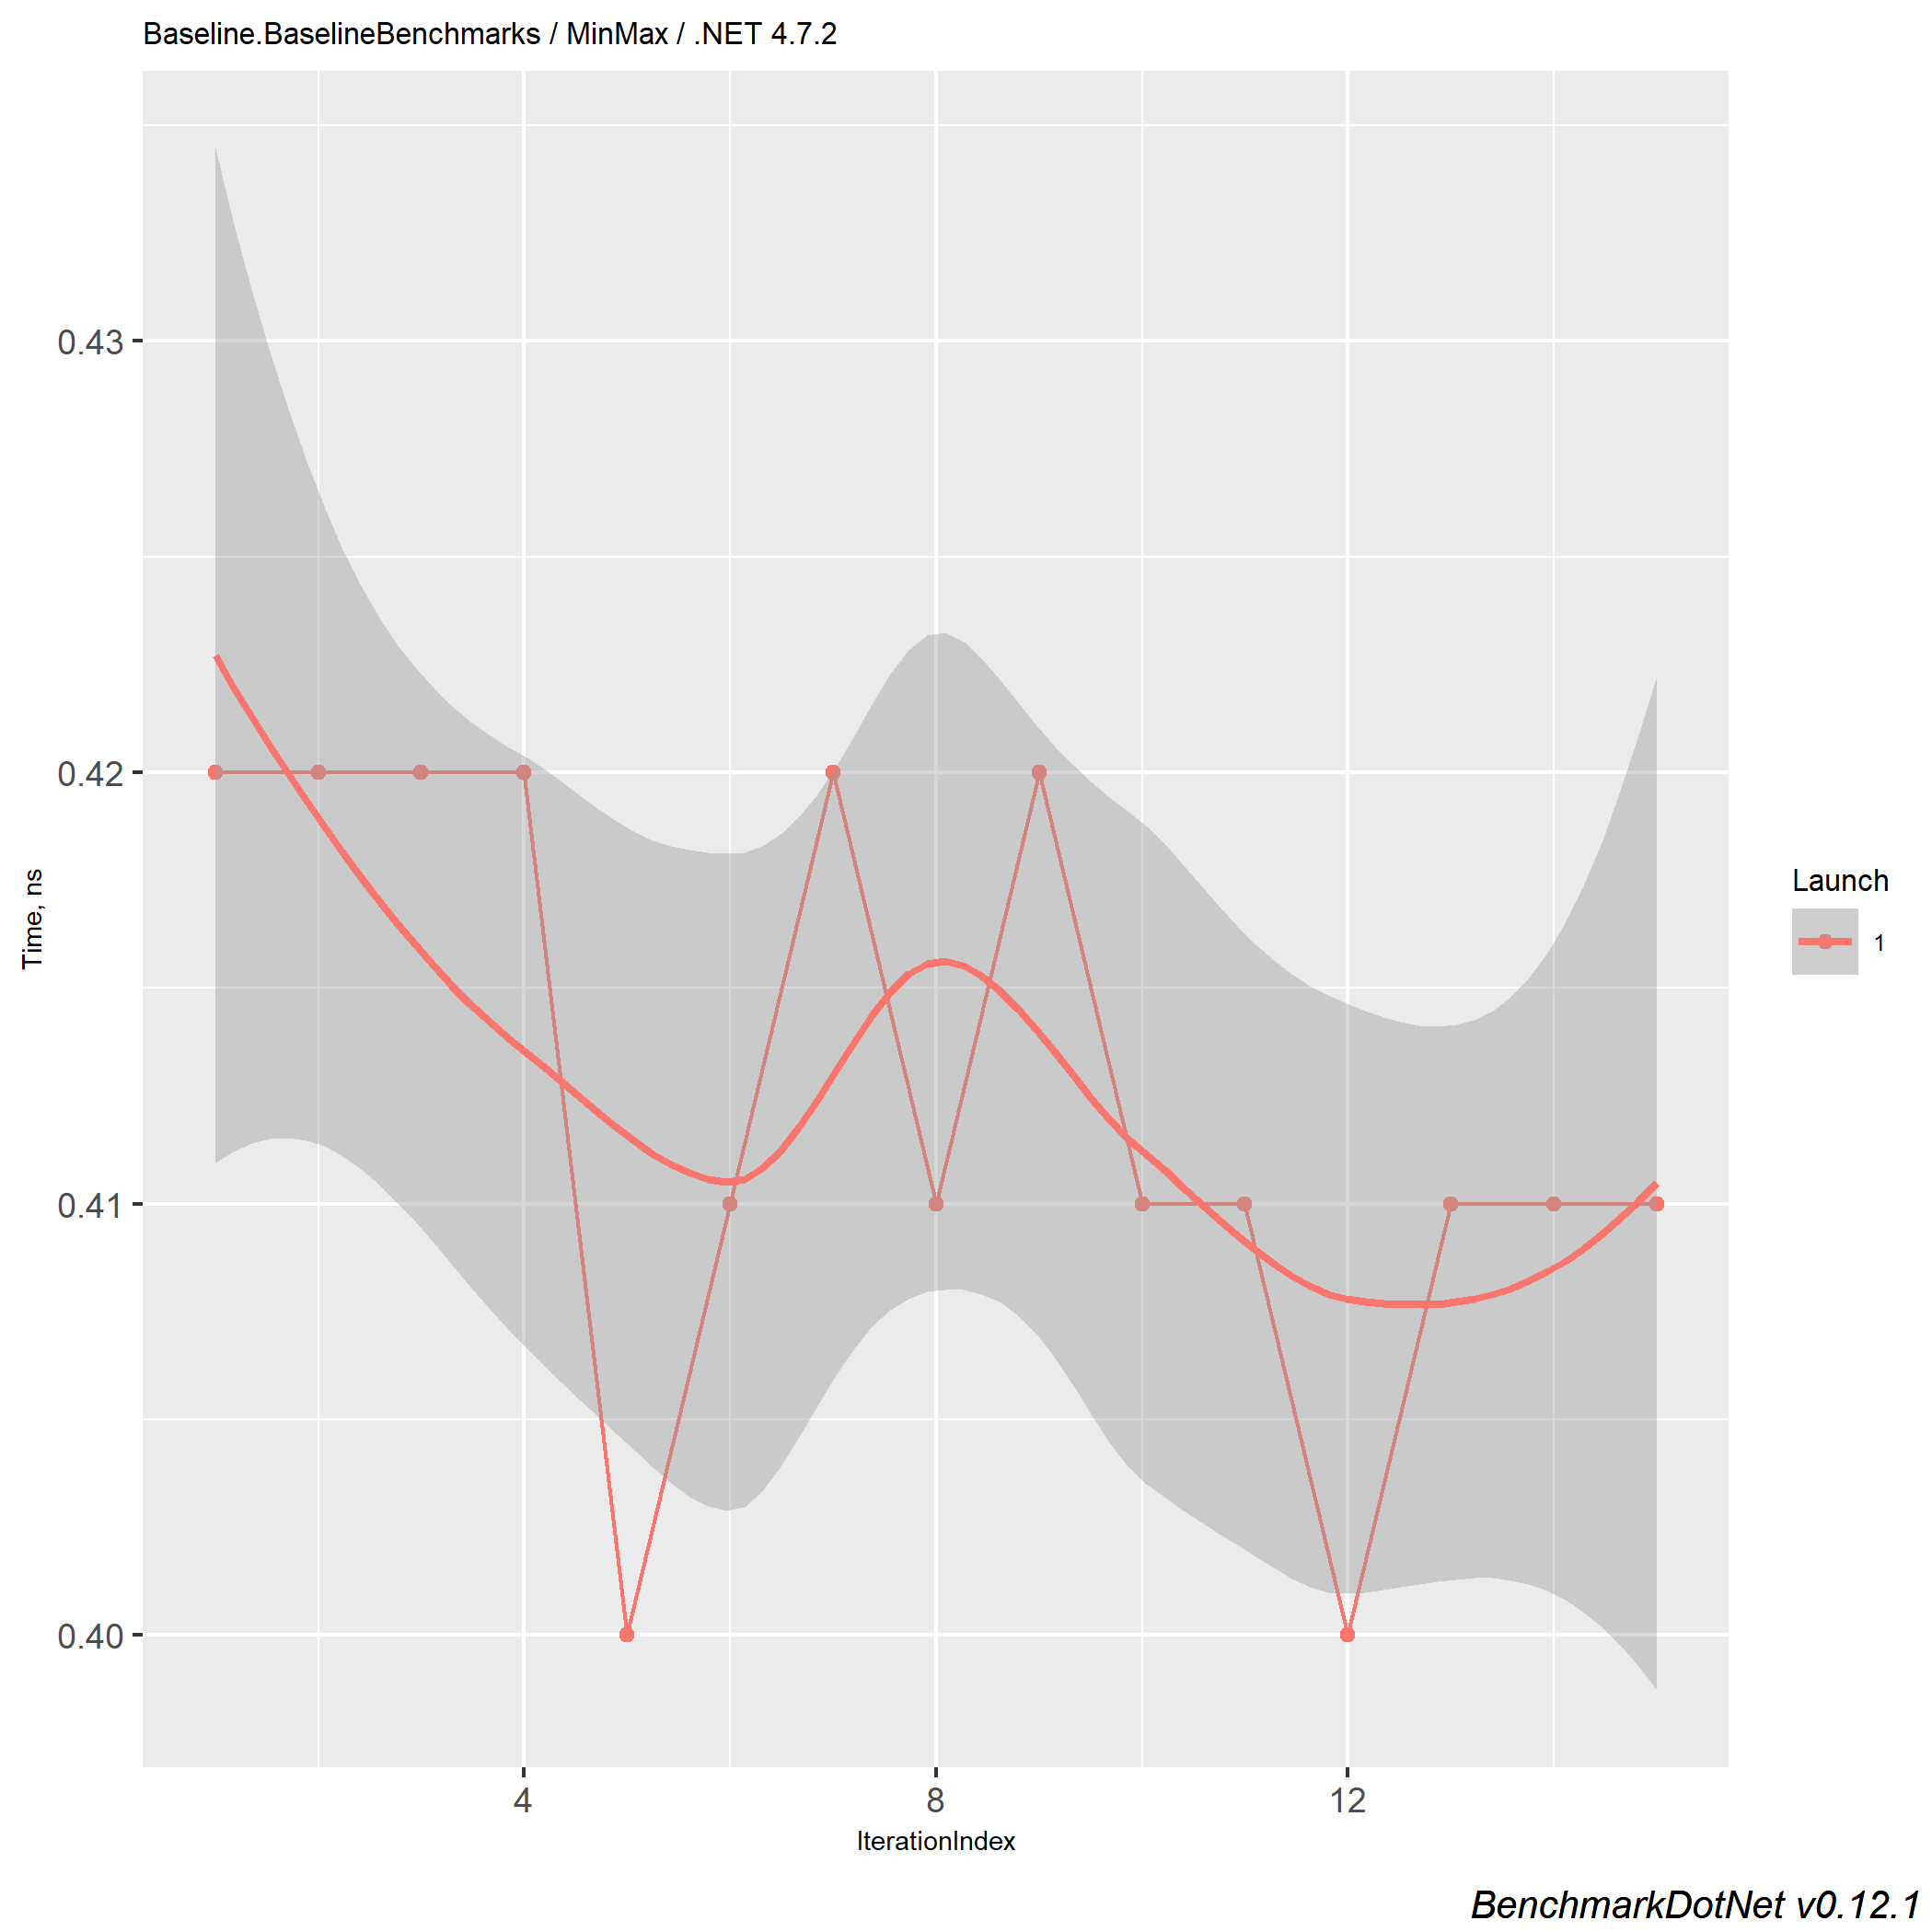 Baseline.BaselineBenchmarks / MinMax / .NET 4.7.2
0.43
0.42
0.41
0.40
Time, ns
4
8
12
IterationIndex
Launch
1
BenchmarkDotNet v0.12.1